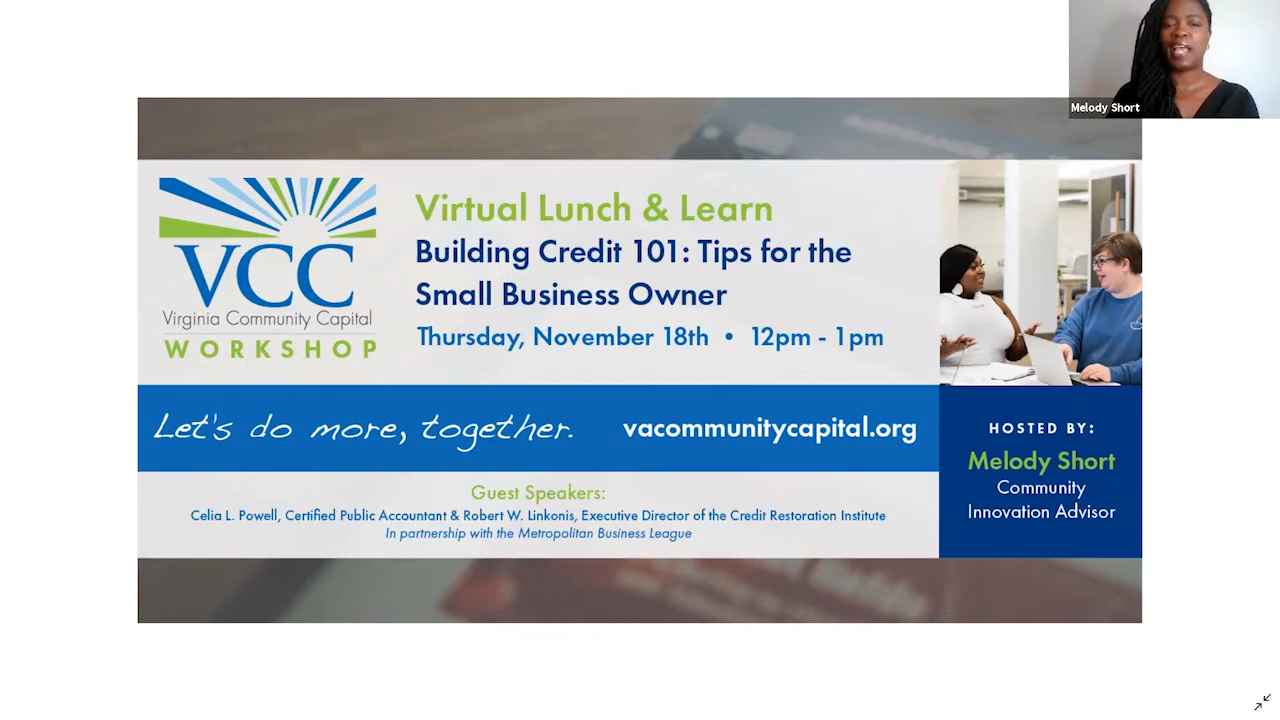 Melody Short
VCC
Virginia Community Capital
WORKSHOP
Virtual Lunch & Learn
Building Credit 101: Tips for the
Small Business Owner
Thursday, November 18th • 12pm - 1pm
Let's do more, together.
vacommunitycapital.org
Guest Speakers:
Celia L. Powell, Certified Public Accountant & Robert W. Linkonis, Executive Director of the Credit Restoration Institute
In partnership with the Metropolitan Business League
HOSTED BY:
Melody Short
Community
Innovation Advisor